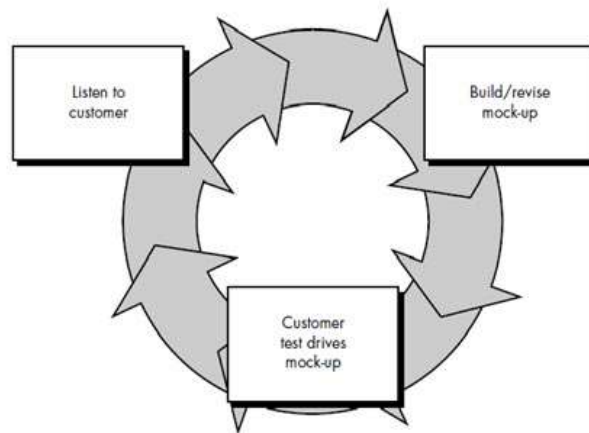 Listen to
customer
Build/revise
mock-up
Customer
test drives
mock-up